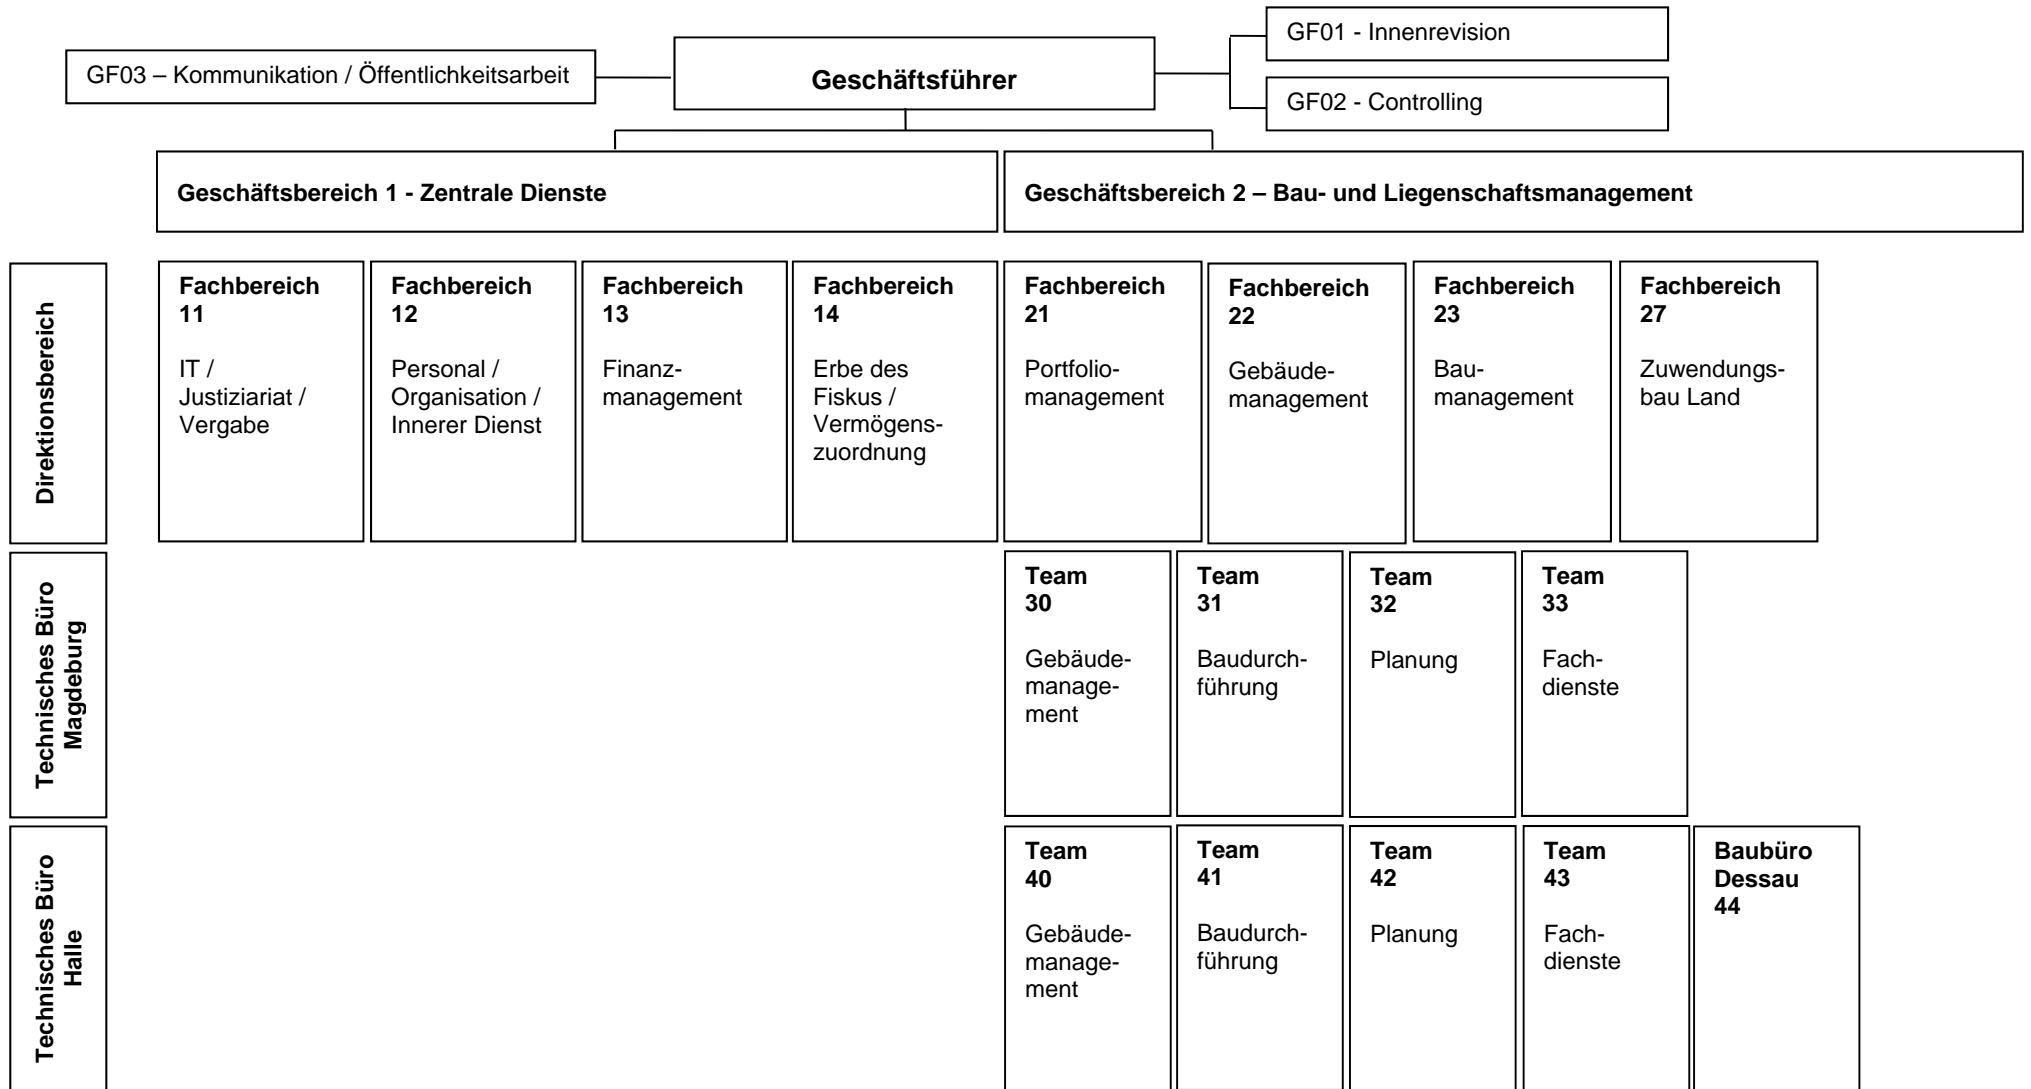 GF01 - Innenrevision
GF03 – Kommunikation / Öffentlichkeitsarbeit
Geschäftsführer
GF02 - Controlling
Geschäftsbereich 1 - Zentrale Dienste
Geschäftsbereich 2 – Bau- und Liegenschaftsmanagement
Direktionsbereich
Fachbereich
11
IT /
Justiziariat /
Vergabe
Fachbereich
12
Personal /
Organisation /
Innerer Dienst
Fachbereich
13
Finanz-
management
Fachbereich
14
Erbe des
Fiskus /
Vermögens-
zuordnung
Fachbereich
21
Portfolio-
management
Fachbereich
22
Gebäude-
management
Fachbereich
23
Bau-
management
Fachbereich
27
Zuwendungs-
bau Land
Technisches Büro
Magdeburg
Team
30
Gebäude-
manage-
ment
Team
31
Baudurch-
führung
Team
32
Planung
Team
33
Fach-
dienste
Technisches Büro
Halle
Team
40
Gebäude-
manage-
ment
Team
41
Baudurch-
führung
Team
42
Planung
Team
43
Fach-
dienste
Baubüro
Dessau
44